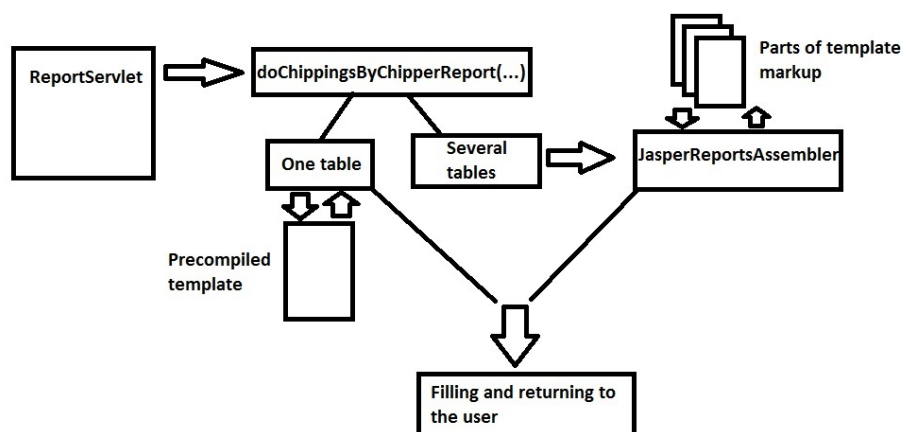 ReportServlet
doChippingsByChipperReport(...)
Parts of template
markup
One table
Several
tables
JasperReportsAssembler
Precompiled
template
Filling and returning to
the user